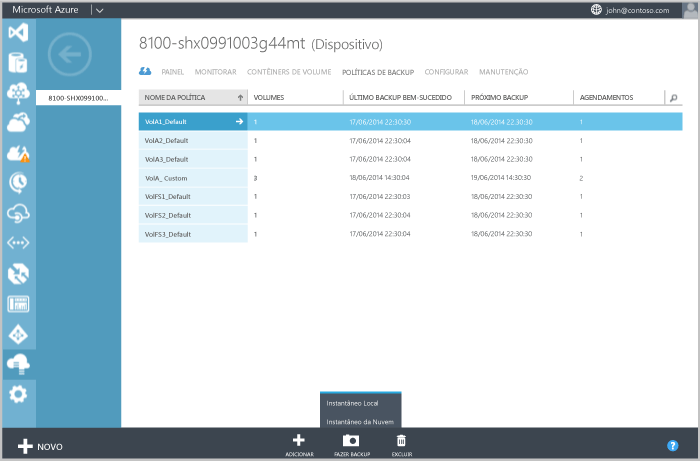 Microsoft Azure
john@contoso.com
8100-shx0991003g44mt (Dispositivo)
8100-SHX099100...
PAINEL MONITORAR CONTÊINERS DE VOLUME POLÍTICAS DE BACKUP CONFIGURAR MANUTENÇÃO
NOME DA POLÍTICA VOLUMES ÚLTIMO BACKUP BEM-SUCEDIDO PRÓXIMO BACKUP AGENDAMENTOS
VolA1_Default 1 17/06/2014 22:30:30 18/06/2014 22:30:30 1
VolA2_Default 1 17/06/2014 22:30:04 18/06/2014 22:30:30 1
VolA3_Default 1 17/06/2014 22:30:04 18/06/2014 22:30:30 1
VolA_ Custom 3 18/06/2014 14:30:04 19/06/2014 14:30:30 2
VolFS1_Default 1 17/06/2014 22:30:03 18/06/2014 22:30:30 1
VolFS2_Default 1 17/06/2014 22:30:04 18/06/2014 22:30:30 1
VolFS3_Default 1 17/06/2014 22:30:04 18/06/2014 22:30:30 1
Instantâneo Local
Instantâneo da Nuvem
NOVO
ADICIONAR FAZER BACKUP EXCLUIR
?